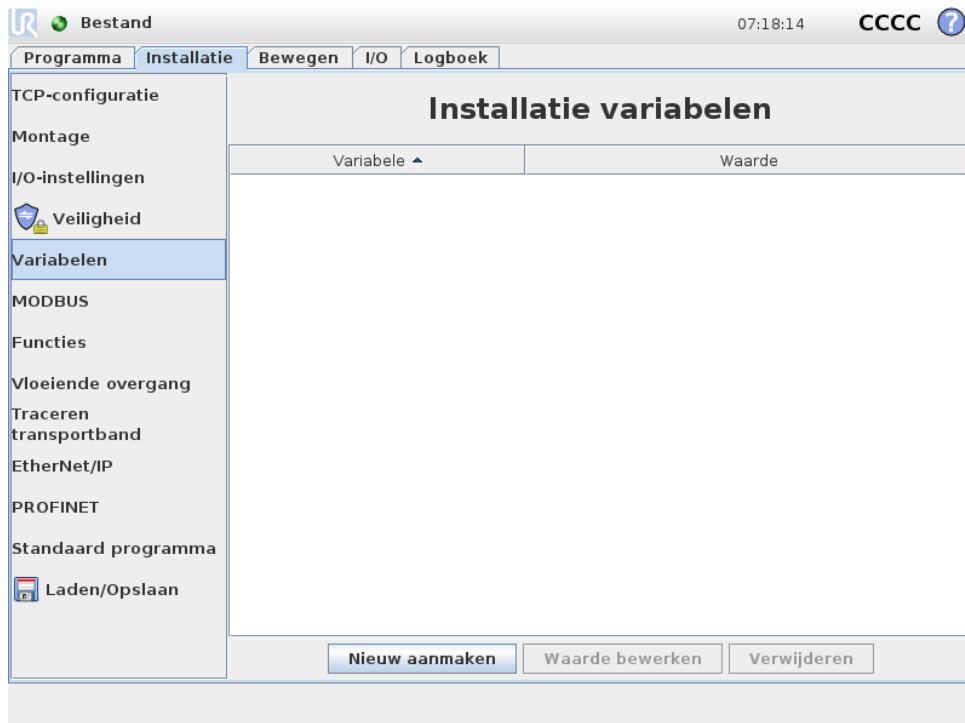 UR Bestand 07:18:14 CCCC ?
Programma Installatie Bewegen I/O Logboek
TCP-configuratie
Montage
I/O-instellingen
Veiligheid
Variabelen
MODBUS
Functies
Vloeiende overgang
Traceren
transportband
EtherNet/IP
PROFINET
Standaard programma
Laden/Opslaan
Installatie variabelen
Variabele Waarde
Nieuw aanmaken Waarde bewerken Verwijderen